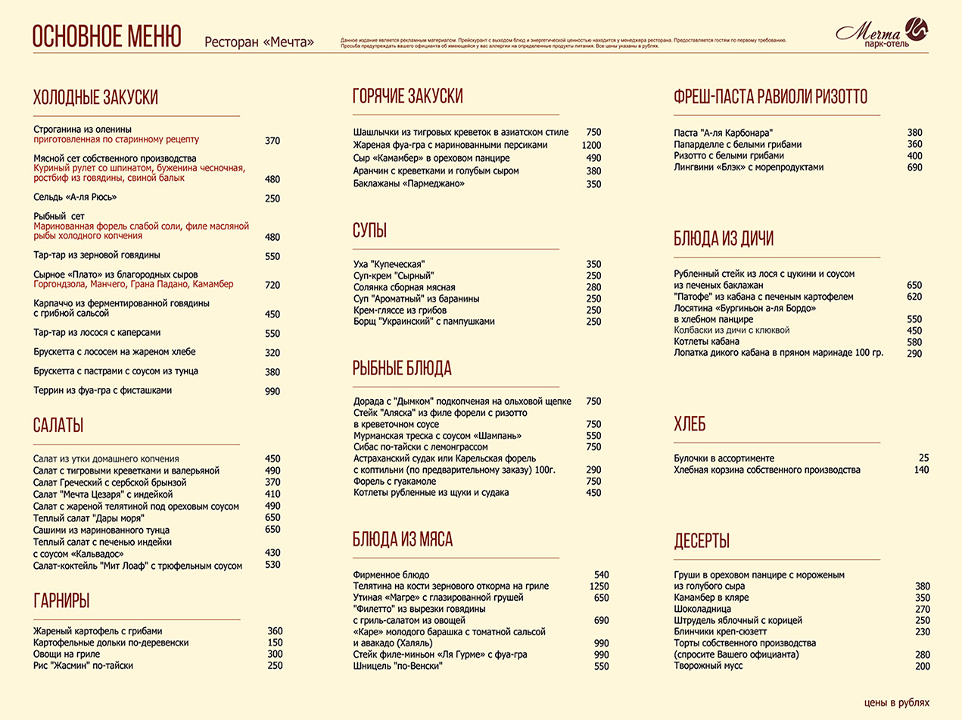 ОСНОВНОЕ МЕНЮ
Ресторан «Мечта»
Данное издание является рекламным материалом. Прейскурант с выходом блюд и энергетической ценностью находится у менеджера ресторана. Предоставляется гостям по первому требованию.
Просьба предупреждать вашего официанта об имеющейся у вас аллергии на определенные продукты питания. Все цены указаны в рублях.
Мечта
парк-отель
ХОЛОДНЫЕ ЗАКУСКИ
Строганина из оленины
приготовленная по старинному рецепту 370
Мясной сет собственного производства
Куриный рулет со шпинатом, буженина чесночная,
ростбиф из говядины, свиной балык 480
Сельдь «А-ля Рюсь» 250
Рыбный сет
Маринованная форель слабой соли, филе масляной
рыбы холодного копчения 480
Тар-тар из зерновой говядины 550
Сырное «Плато» из благородных сыров
Горгондзола, Манчего, Грана Падано, Камамбер 720
Карпаччо из ферментированной говядины
с грибной сальсой 450
Тар-тар из лосося с каперсами 550
Брускетта с лососем на жареном хлебе 320
Брускетта с пастрами с соусом из тунца 380
Террин из фуа-гра с фисташками 990
САЛАТЫ
Салат из утки домашнего копчения 450
Салат с тигровыми креветками и валерьяной 490
Салат Греческий с сербской брынзой 370
Салат "Мечта Цезаря" с индейкой 410
Салат с жареной телятиной под ореховым соусом 490
Теплый салат "Дары моря" 650
Сашими из маринованного тунца 650
Теплый салат с печенью индейки
с соусом «Кальвадос» 430
Салат-коктейль "Мит Лоаф" с трюфельным соусом 530
ГАРНИРЫ
Жареный картофель с грибами 360
Картофельные дольки по-деревенски 150
Овощи на гриле 300
Рис "Жасмин" по-тайски 250
ГОРЯЧИЕ ЗАКУСКИ
Шашлычки из тигровых креветок в азиатском стиле 750
Жареная фуа-гра с маринованными персиками 1200
Сыр «Камамбер» в ореховом панцире 490
Аранчин с креветками и голубым сыром 380
Баклажаны «Пармеджано» 350
СУПЫ
Уха "Купеческая" 350
Суп-крем "Сырный" 250
Солянка сборная мясная 280
Суп "Ароматный" из баранины 250
Крем-гляссе из грибов 250
Борщ "Украинский" с пампушками 250
РЫБНЫЕ БЛЮДА
Дорада с "Дымком" подкопченая на ольховой щепке 750
Стейк "Аляска" из филе форели с ризотто
в креветочном соусе 750
Мурманская треска с соусом «Шампань» 550
Сибас по-тайски с лемонграссом 750
Астраханский судак или Карельская форель
с коптильни (по предварительному заказу) 100г. 290
Форель с гуакамоле 750
Котлеты рубленные из щуки и судака 450
БЛЮДА ИЗ МЯСА
Фирменное блюдо 540
Телятина на кости зернового откорма на гриле 1250
Утиная «Магре» с глазированной грушей 650
"Филетто" из вырезки говядины
с гриль-салатом из овощей 690
«Каре» молодого барашка с томатной сальсой
и авакадо (Халяль) 990
Стейк филе-миньон «Ля Гурме» с фуа-гра 990
Шницель "по-Венски" 550
ФРЕШ-ПАСТА РАВИОЛИ РИЗОТТО
Паста "А-ля Карбонара" 380
Папарделле с белыми грибами 360
Ризотто с белыми грибами 400
Лингвини «Блэк» с морепродуктами 690
БЛЮДА ИЗ ДИЧИ
Рубленный стейк из лося с цукини и соусом
из печеных баклажан 650
"Патофе" из кабана с печеным картофелем 620
Лосятина «Бургиньон а-ля Бордо»
в хлебном панцире 550
Колбаски из дичи с клюквой 450
Котлеты кабана 580
Лопатка дикого кабана в пряном маринаде 100 гр. 290
ХЛЕБ
Булочки в ассортименте 25
Хлебная корзина собственного производства 140
ДЕСЕРТЫ
Груши в ореховом панцире с мороженым
из голубого сыра 380
Камамбер в кляре 350
Шоколадница 270
Штрудель яблочный с корицей 250
Блинчики креп-сюзетт 230
Торты собственного производства
(спросите Вашего официанта) 280
Творожный мусс 200
цены в рублях